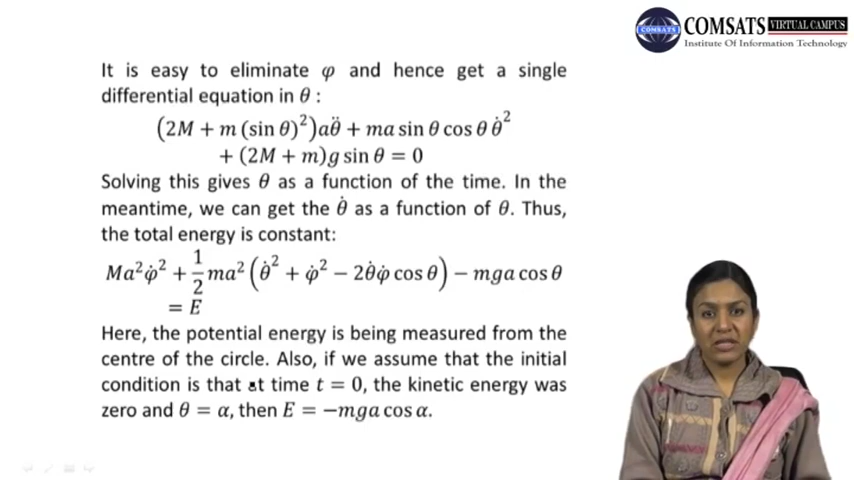 COMSATS VIRTUAL CAMPUS
COMSATS
Institute Of Information Technology
It is easy to eliminate φ and hence get a single
differential equation in θ :
(2M + m (sin θ)²)aθ̈ + ma sin θ cos θ θ̇²
+ (2M + m)g sin θ = 0
Solving this gives θ as a function of the time. In the
meantime, we can get the θ̇ as a function of θ. Thus,
the total energy is constant:
Ma²φ̇² + 1/2 ma² (θ̇² + φ̇² − 2θ̇φ̇ cos θ) − mga cos θ
= E
Here, the potential energy is being measured from the
centre of the circle. Also, if we assume that the initial
condition is that at time t = 0, the kinetic energy was
zero and θ = α, then E = −mga cos α.